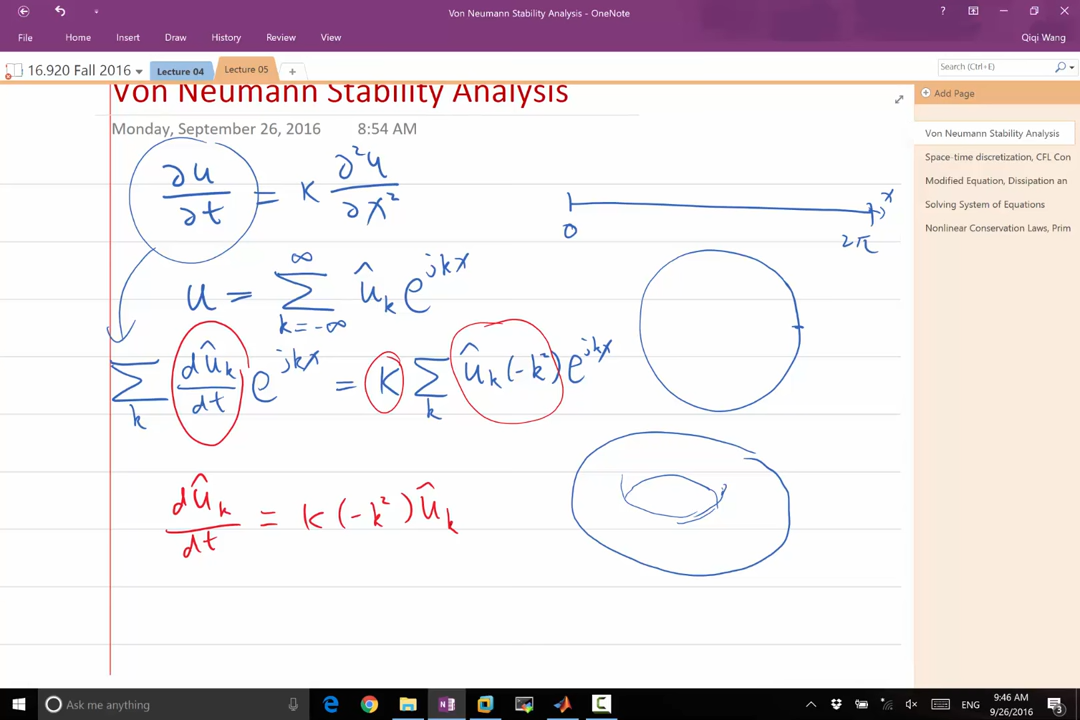 Von Neumann Stability Analysis - OneNote
?
File Home Insert Draw History Review View
Qiqi Wang
16.920 Fall 2016 Lecture 04 Lecture 05 +
Search (Ctrl+E)
Von Neumann Stability Analysis
Monday, September 26, 2016 8:54 AM
∂u/∂t = κ ∂²u/∂x²
0 2π x
u = ∑_{k=-∞}^{∞} û_k e^{jkx}
∑_k dû_k/dt e^{jkx} = κ ∑_k û_k (-k²) e^{jkx}
dû_k/dt = κ (-k²) û_k
Add Page
Von Neumann Stability Analysis
Space-time discretization, CFL Con
Modified Equation, Dissipation an
Solving System of Equations
Nonlinear Conservation Laws, Prim
Ask me anything
ENG
9:46 AM
9/26/2016
3